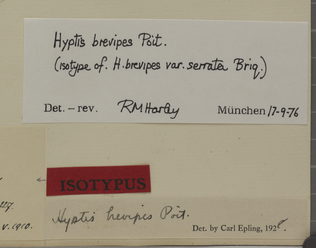 Hyptis brevipes Poit.
(isotype of. H. brevipes var. serrata Briq.)
Det. – rev. RMHarley München 17-9-76
ISOTYPUS
Hyptis brevipes Poit.
v. 1910.
Det. by Carl Epling, 192